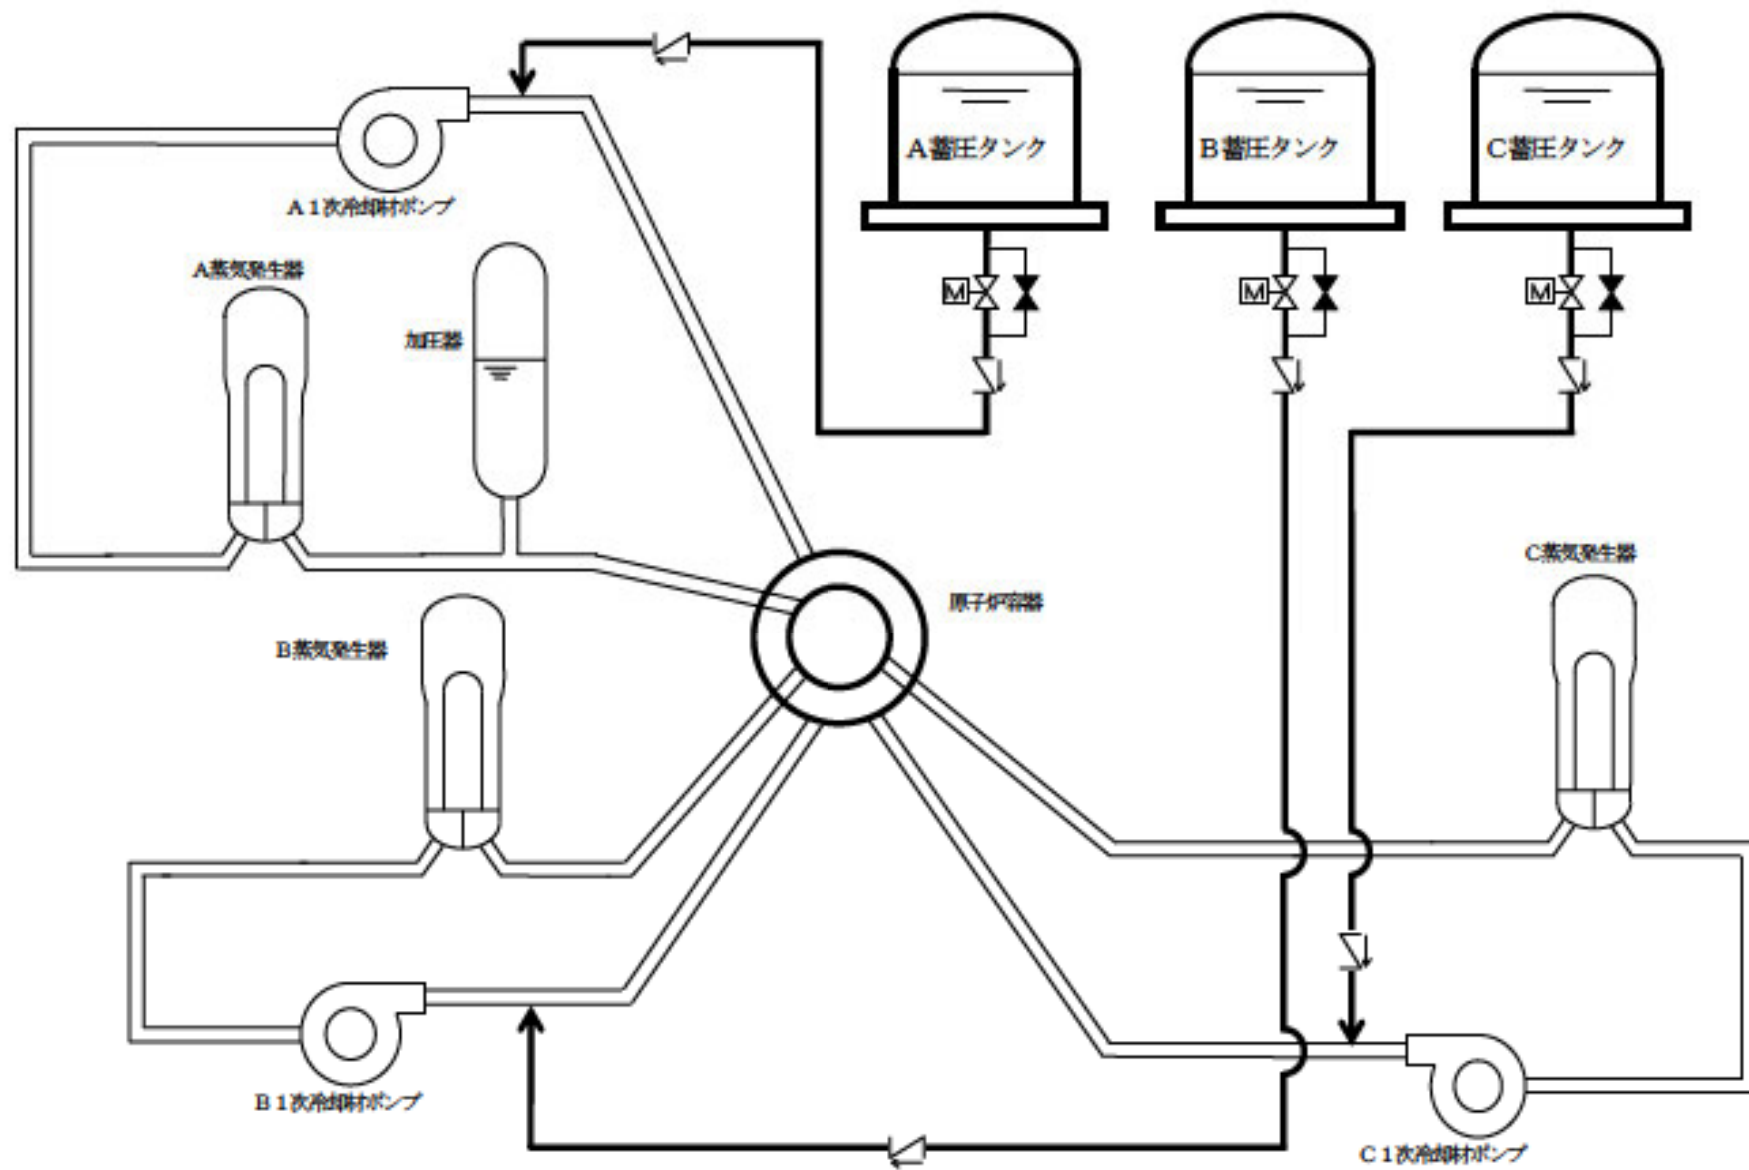 A蓄圧タンク
B蓄圧タンク
C蓄圧タンク
A1次冷却材ポンプ
A蒸気発生器
M
M
M
加圧器
C蒸気発生器
原子炉容器
B蒸気発生器
B1次冷却材ポンプ
C1次冷却材ポンプ